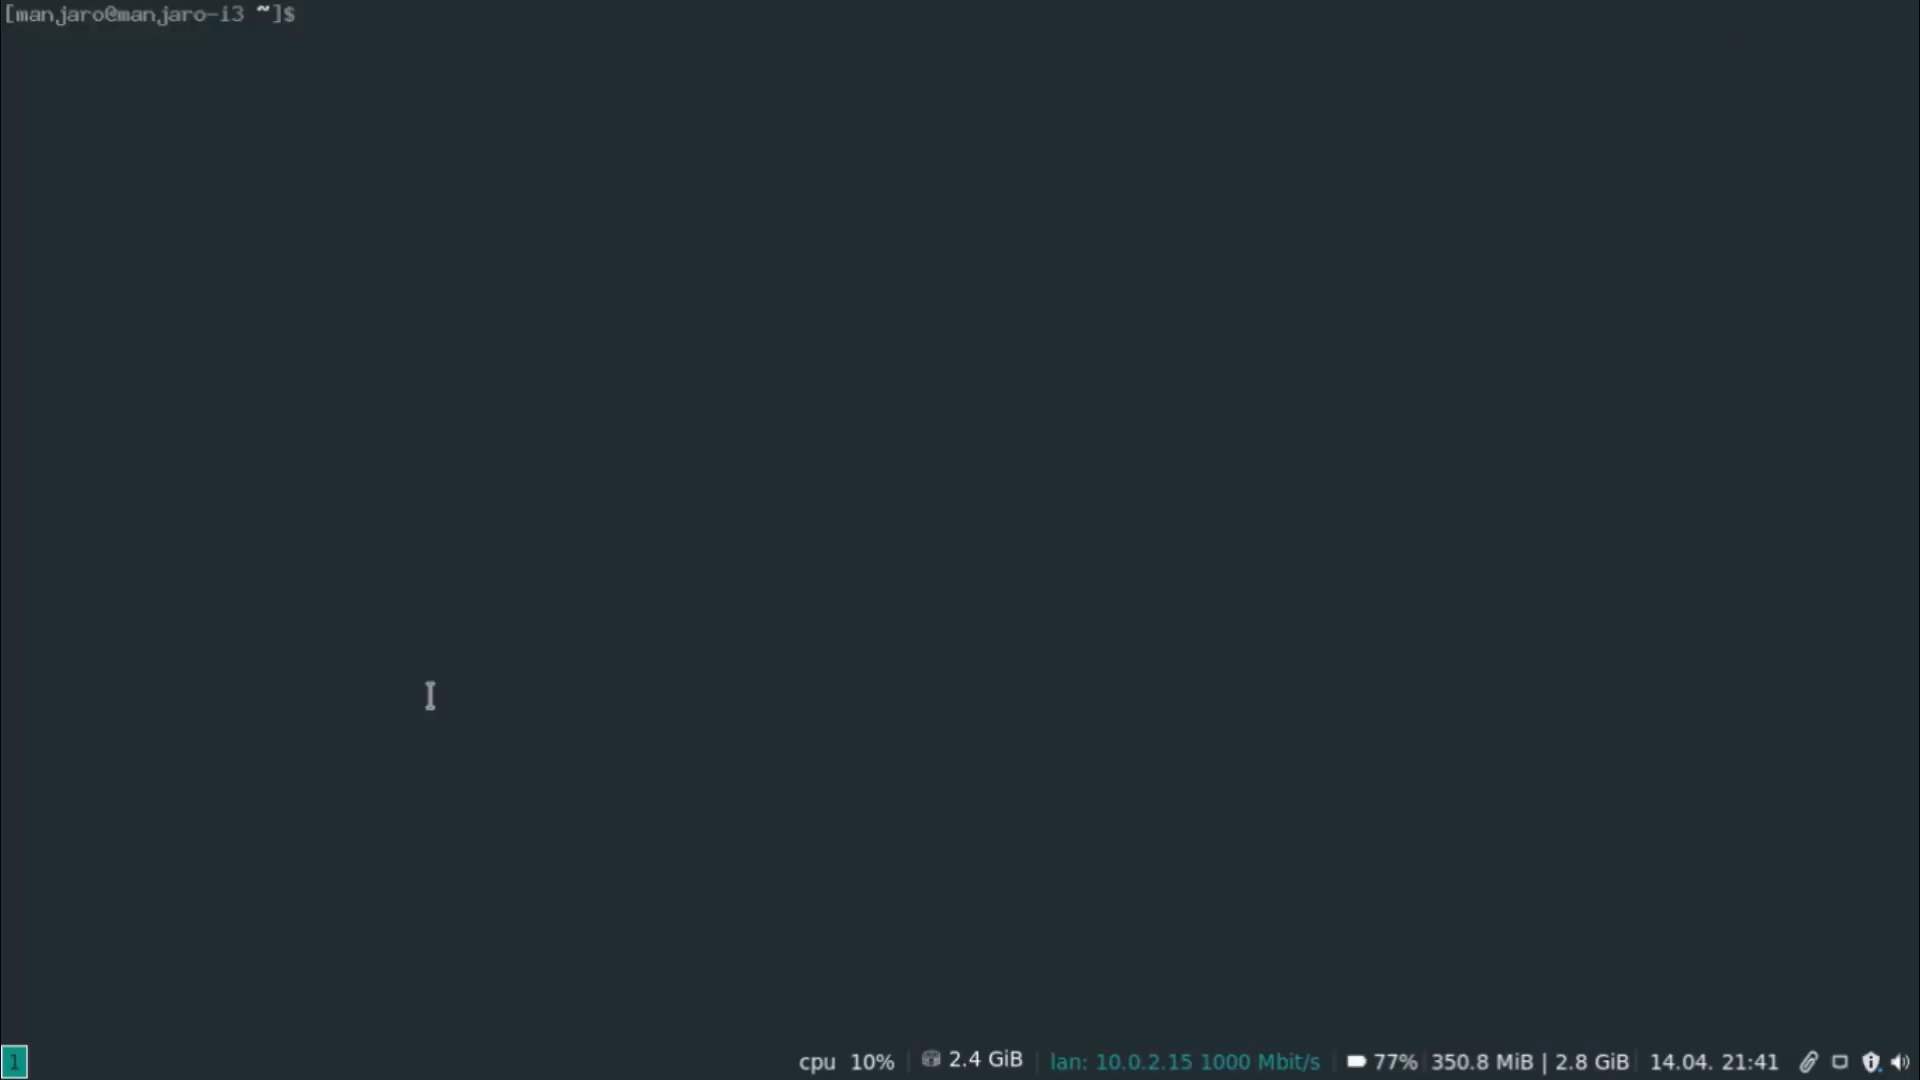 [manjaro@manjaro-i3 ~]$
1 cpu 10% 2.4 GiB lan: 10.0.2.15 1000 Mbit/s 77% 350.8 MiB | 2.8 GiB 14.04. 21:41